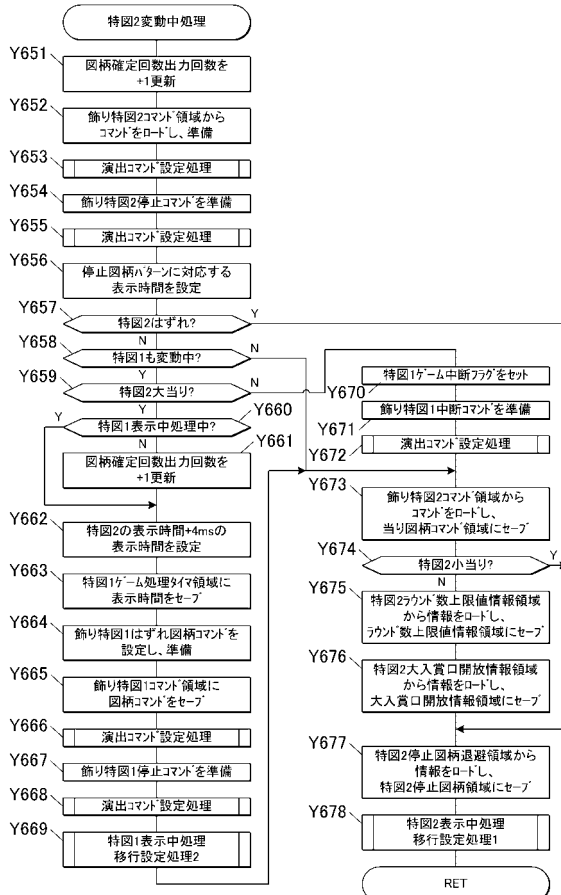 特図2変動中処理
Y651
図柄確定回数出力回数を
+1更新
Y652
飾り特図2コマンド領域から
コマンドをロードし、準備
Y653
演出コマンド設定処理
Y654
飾り特図2停止コマンドを準備
Y655
演出コマンド設定処理
Y656
停止図柄パターンに対応する
表示時間を設定
Y657
特図2はずれ?
Y
N
Y658
特図1も変動中?
N
Y
Y659
特図2大当り?
N
Y
Y660
特図1表示中処理中?
Y
N
Y661
図柄確定回数出力回数を
+1更新
Y662
特図2の表示時間+4msの
表示時間を設定
Y663
特図1ゲーム処理タイマ領域に
表示時間をセーブ
Y664
飾り特図1はずれ図柄コマンドを
設定し、準備
Y665
飾り特図1コマンド領域に
図柄コマンドをセーブ
Y666
演出コマンド設定処理
Y667
飾り特図1停止コマンドを準備
Y668
演出コマンド設定処理
Y669
特図1表示中処理
移行設定処理2
特図1ゲーム中断フラグをセット
Y670
飾り特図1中断コマンドを準備
Y671
演出コマンド設定処理
Y672
Y673
飾り特図2コマンド領域から
コマンドをロードし、
当り図柄コマンド領域にセーブ
Y674
特図2小当り?
Y
N
Y675
特図2ラウンド数上限値情報領域
から情報をロードし、
ラウンド数上限値情報領域にセーブ
Y676
特図2大入賞口開放情報領域
から情報をロードし、
大入賞口開放情報領域にセーブ
Y677
特図2停止図柄退避領域から
情報をロードし、
特図2停止図柄領域にセーブ
Y678
特図2表示中処理
移行設定処理1
RET